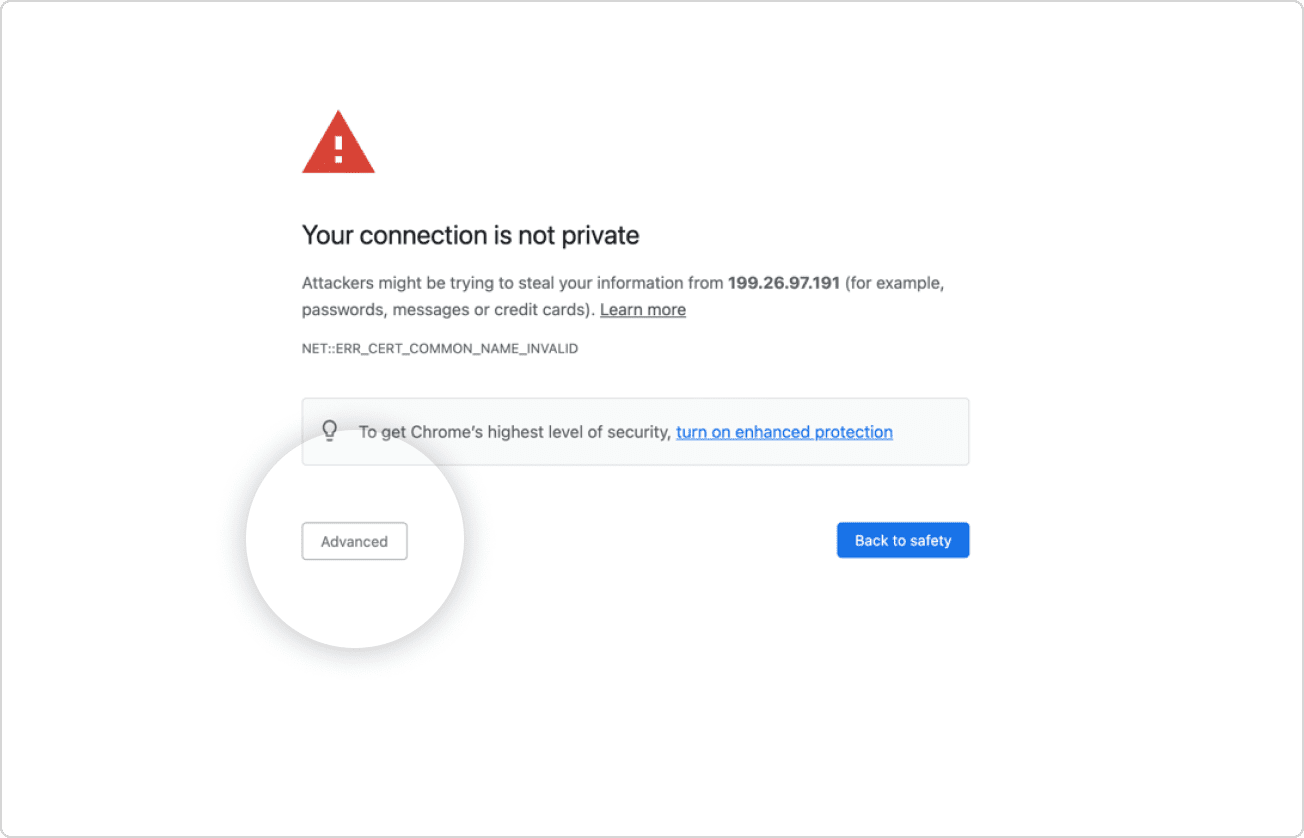 Your connection is not private
Attackers might be trying to steal your information from 199.26.97.191 (for example,
passwords, messages or credit cards). Learn more
NET::ERR_CERT_COMMON_NAME_INVALID
To get Chrome’s highest level of security, turn on enhanced protection
Advanced
Back to safety